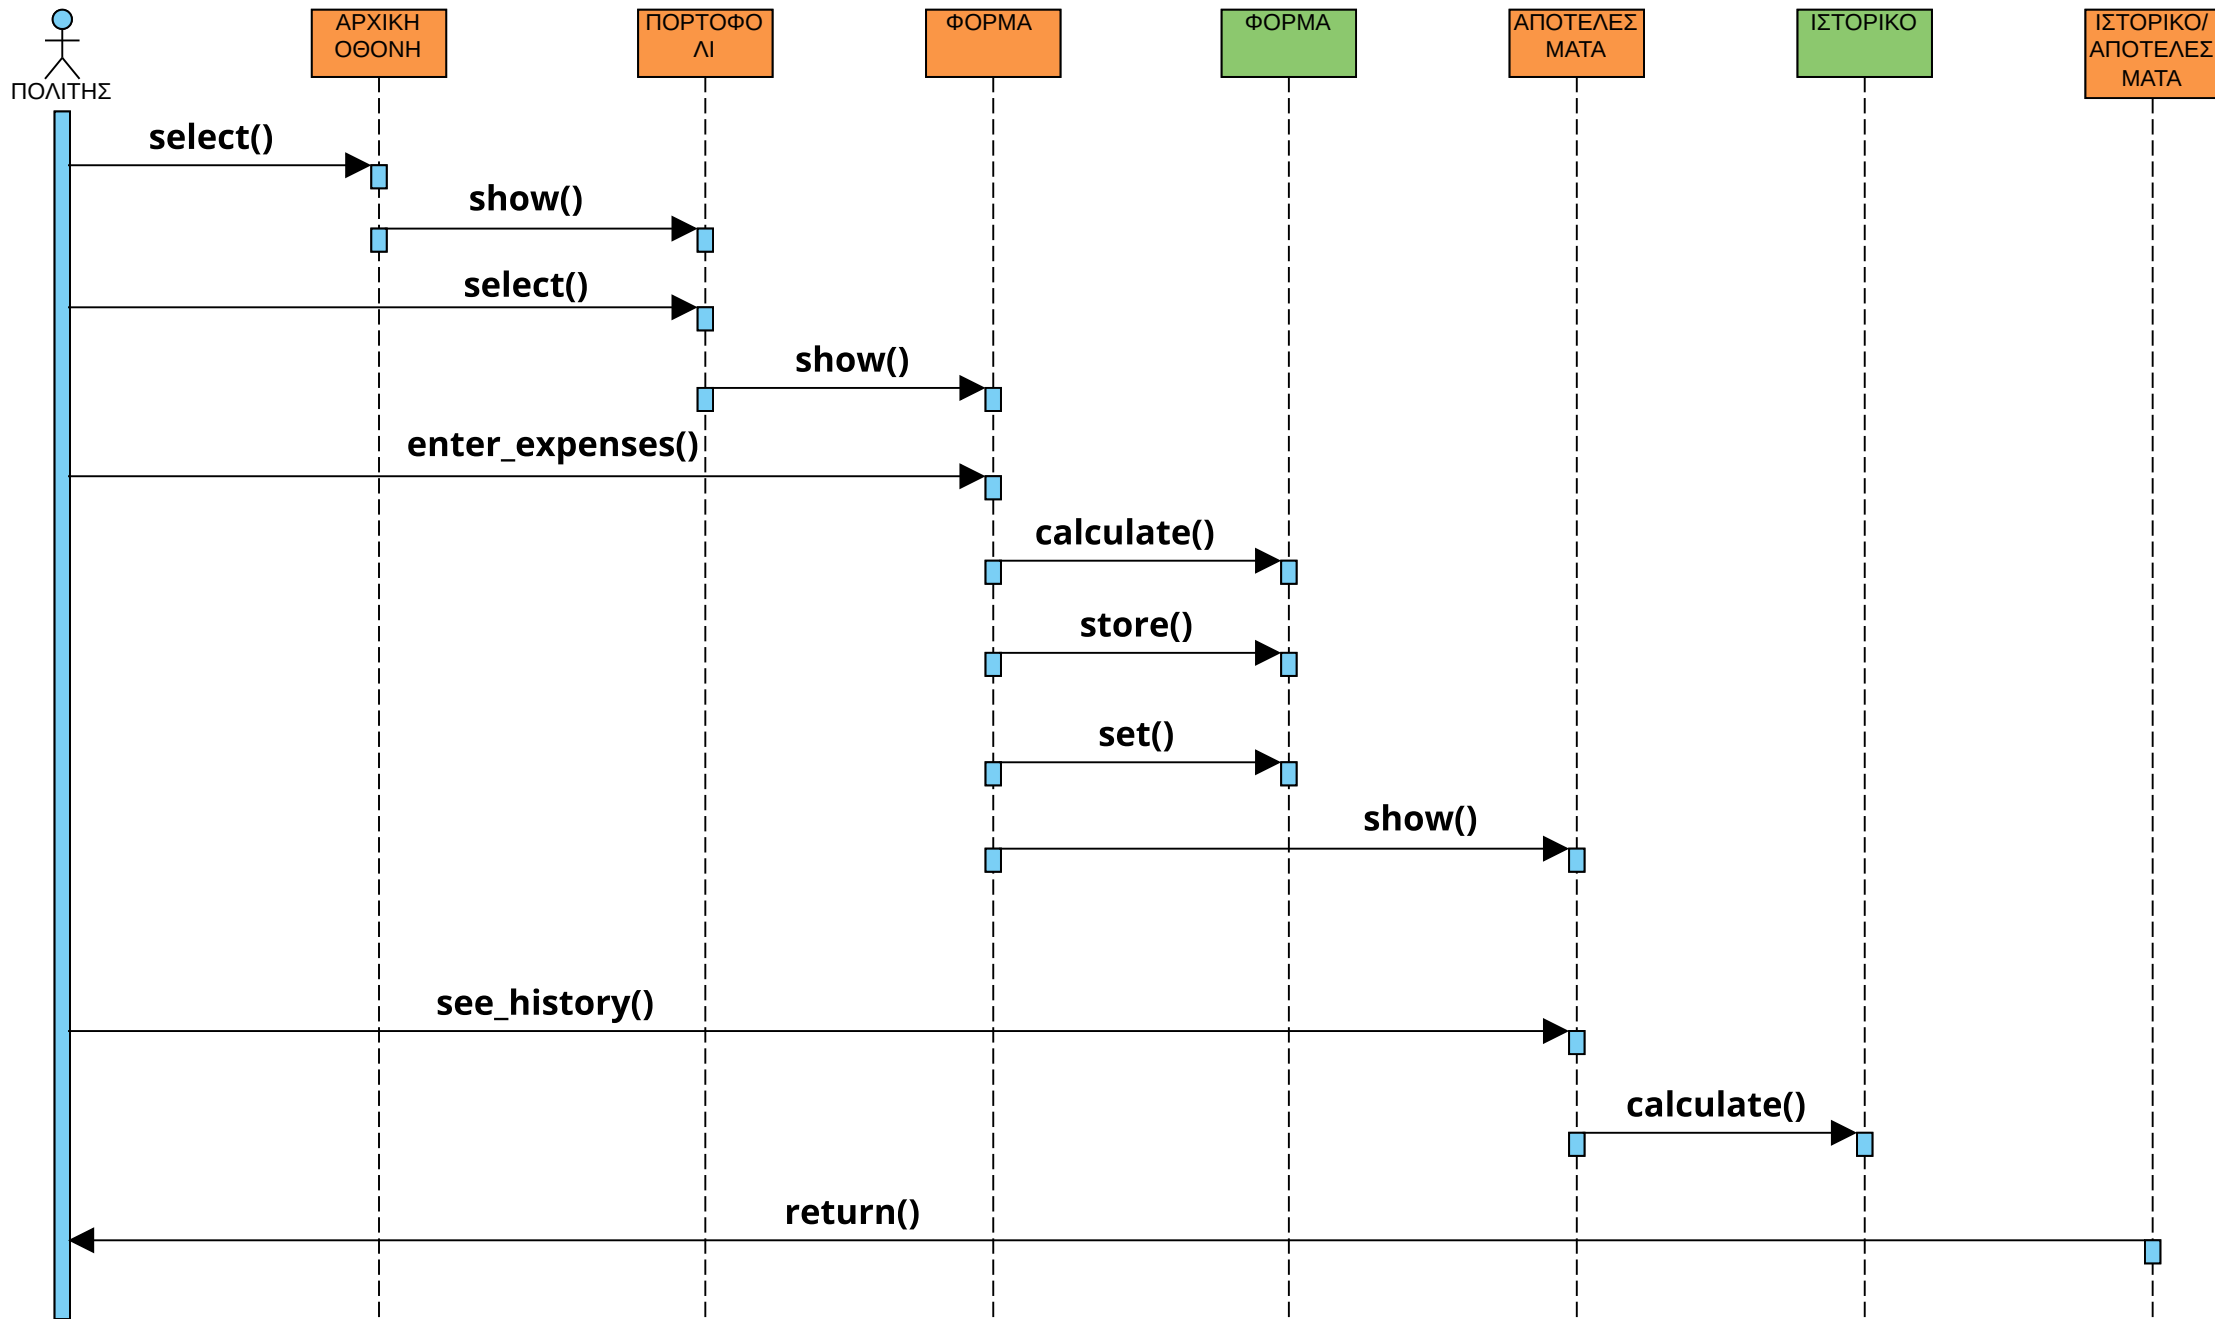 ΠΟΛΙΤΗΣ
ΑΡΧΙΚΗ
ΟΘΟΝΗ
ΠΟΡΤΟΦΟ
ΛΙ
ΦΟΡΜΑ
ΦΟΡΜΑ
ΑΠΟΤΕΛΕΣ
ΜΑΤΑ
ΙΣΤΟΡΙΚΟ
ΙΣΤΟΡΙΚΟ/
ΑΠΟΤΕΛΕΣ
ΜΑΤΑ
select()
show()
select()
show()
enter_expenses()
calculate()
store()
set()
show()
see_history()
calculate()
return()